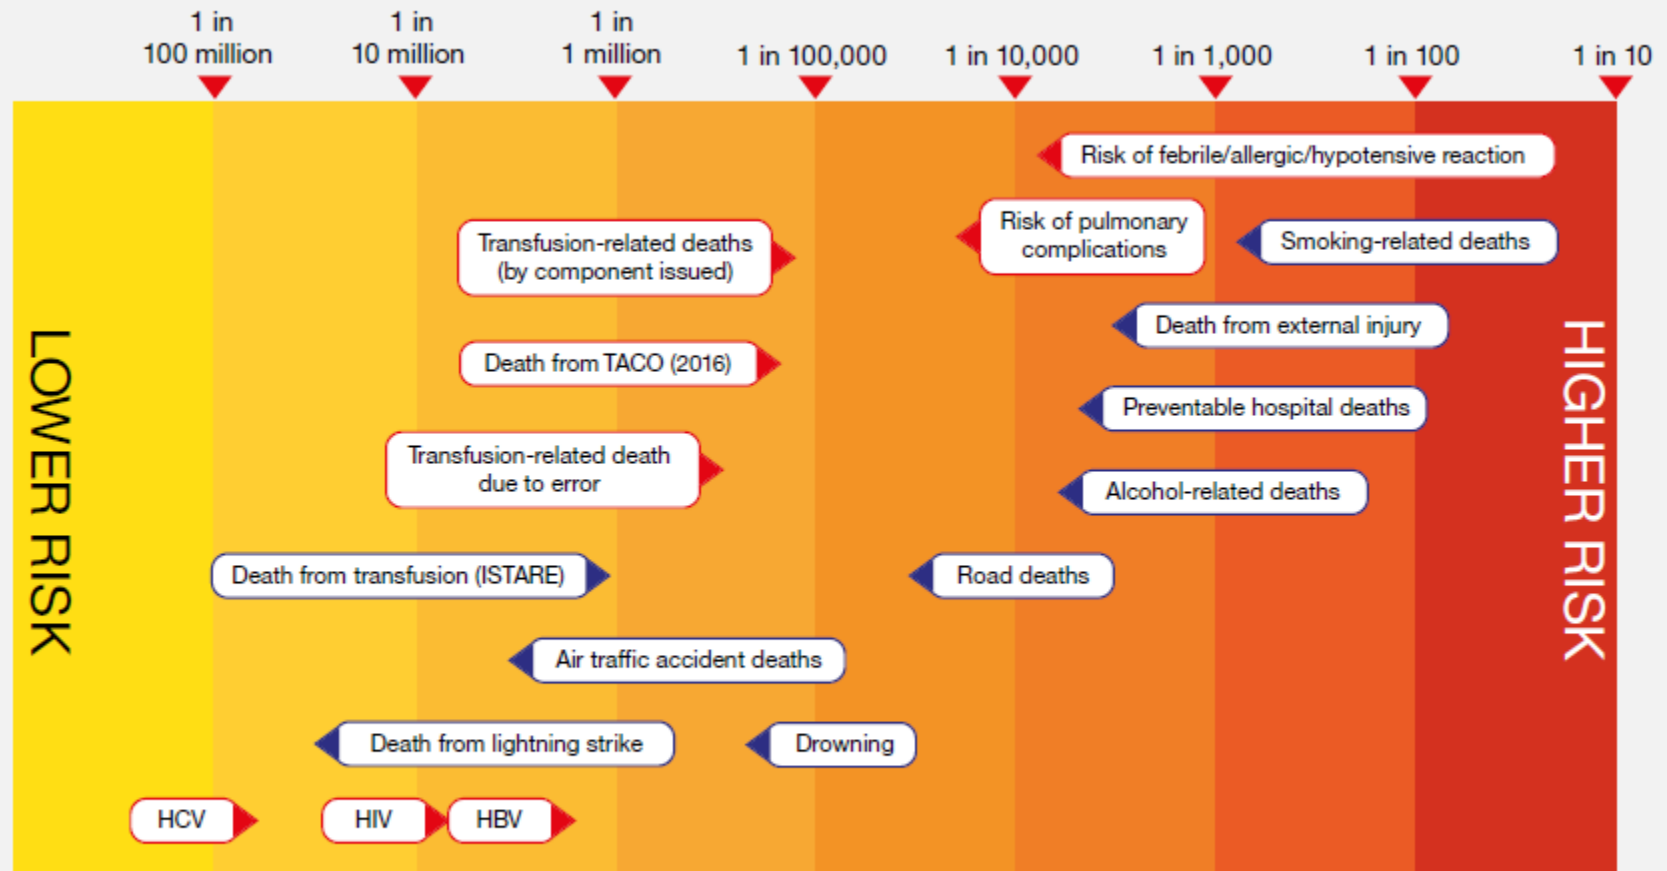 1 in
100 million
1 in
10 million
1 in
1 million
1 in 100,000
1 in 10,000
1 in 1,000
1 in 100
1 in 10
LOWER RISK
HIGHER RISK
Risk of febrile/allergic/hypotensive reaction
Transfusion-related deaths
(by component issued)
Risk of pulmonary
complications
Smoking-related deaths
Death from external injury
Death from TACO (2016)
Preventable hospital deaths
Transfusion-related death
due to error
Alcohol-related deaths
Death from transfusion (ISTARE)
Road deaths
Air traffic accident deaths
Death from lightning strike
Drowning
HCV
HIV
HBV